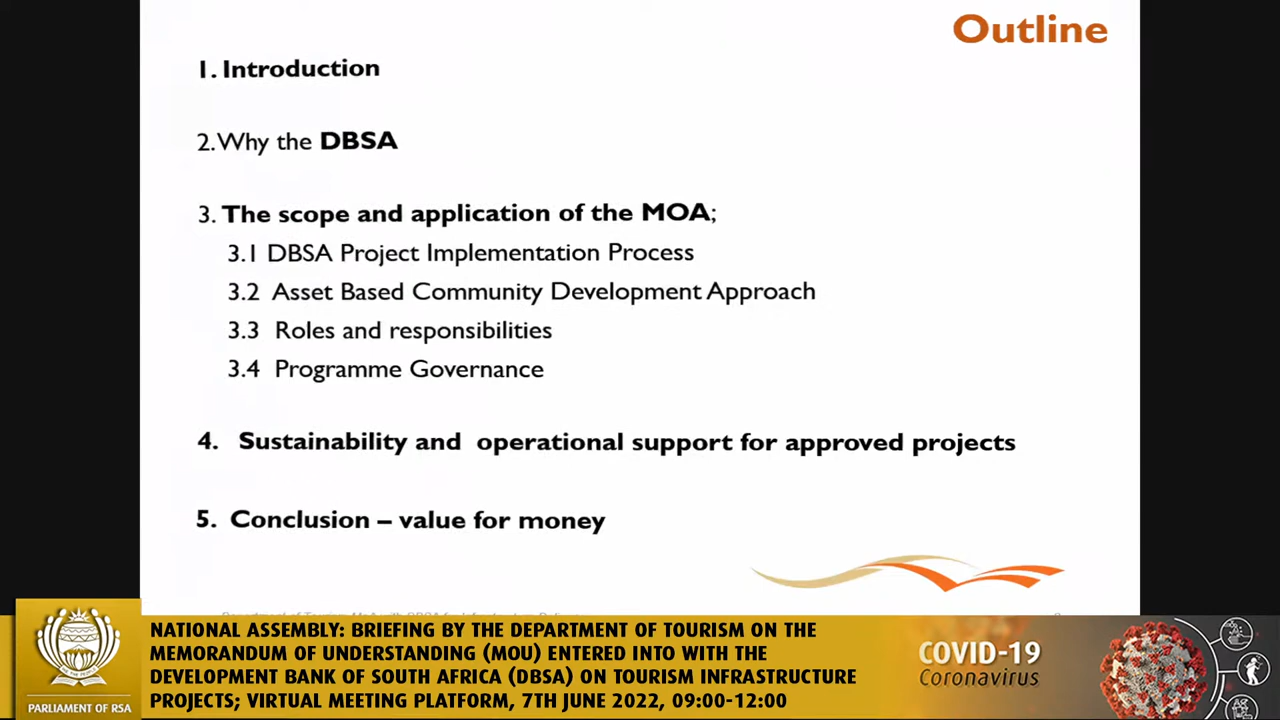 Outline
1. Introduction
2. Why the DBSA
3. The scope and application of the MOA;
3.1 DBSA Project Implementation Process
3.2 Asset Based Community Development Approach
3.3 Roles and responsibilities
3.4 Programme Governance
4. Sustainability and operational support for approved projects
5. Conclusion – value for money
NATIONAL ASSEMBLY: BRIEFING BY THE DEPARTMENT OF TOURISM ON THE
MEMORANDUM OF UNDERSTANDING (MOU) ENTERED INTO WITH THE
DEVELOPMENT BANK OF SOUTH AFRICA (DBSA) ON TOURISM INFRASTRUCTURE
PROJECTS; VIRTUAL MEETING PLATFORM, 7TH JUNE 2022, 09:00-12:00
PARLIAMENT OF RSA
COVID-19
Coronavirus